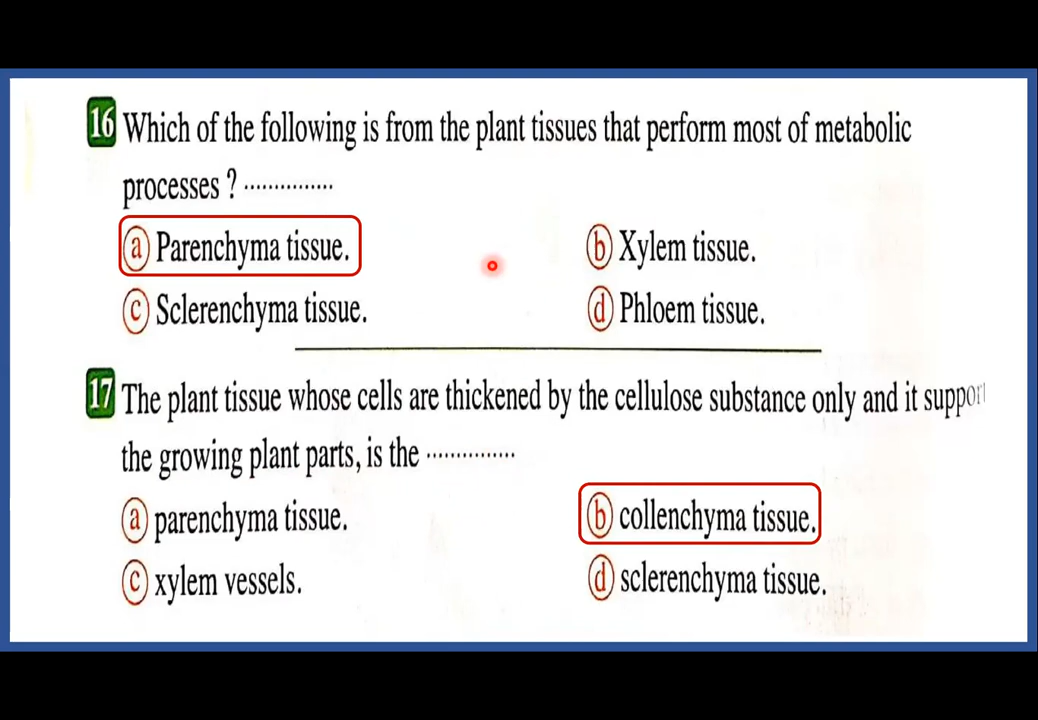 16 Which of the following is from the plant tissues that perform most of metabolic
processes ? ...............
a Parenchyma tissue. b Xylem tissue.
c Sclerenchyma tissue. d Phloem tissue.
17 The plant tissue whose cells are thickened by the cellulose substance only and it support
the growing plant parts, is the ...............
a parenchyma tissue. b collenchyma tissue.
c xylem vessels. d sclerenchyma tissue.